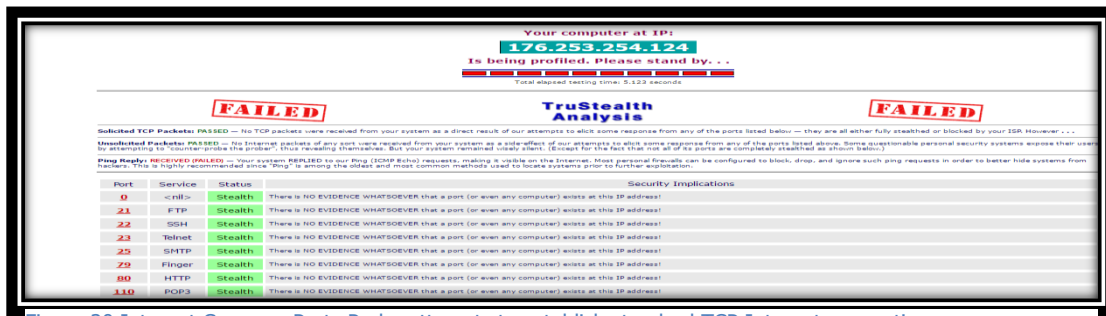 Your computer at IP:
176.253.254.124
Is being profiled. Please stand by. . .
Total elapsed testing time: 5.123 seconds
FAILED
TruStealth
Analysis
FAILED
Solicited TCP Packets: PASSED — No TCP packets were received from your system as a direct result of our attempts to elicit some response from any of the ports listed below — they are all either fully stealthed or blocked by your ISP. However . . .
Unsolicited Packets: PASSED — No Internet packets of any sort were received from your system as a side-effect of our attempts to elicit some response from any of the ports listed above. Some questionable personal security systems expose their users
by attempting to "counter-probe the prober", thus revealing themselves. But your system remained wisely silent. (Except for the fact that not all of its ports are completely stealthed as shown below.)
Ping Reply: RECEIVED (FAILED) — Your system REPLIED to our Ping (ICMP Echo) requests, making it visible on the Internet. Most personal firewalls can be configured to block, drop, and ignore such ping requests in order to better hide systems from
hackers. This is highly recommended since "Ping" is among the oldest and most common methods used to locate systems prior to further exploitation.
Port Service Status Security Implications
0 <nil> Stealth There is NO EVIDENCE WHATSOEVER that a port (or even any computer) exists at this IP address!
21 FTP Stealth There is NO EVIDENCE WHATSOEVER that a port (or even any computer) exists at this IP address!
22 SSH Stealth There is NO EVIDENCE WHATSOEVER that a port (or even any computer) exists at this IP address!
23 Telnet Stealth There is NO EVIDENCE WHATSOEVER that a port (or even any computer) exists at this IP address!
25 SMTP Stealth There is NO EVIDENCE WHATSOEVER that a port (or even any computer) exists at this IP address!
79 Finger Stealth There is NO EVIDENCE WHATSOEVER that a port (or even any computer) exists at this IP address!
80 HTTP Stealth There is NO EVIDENCE WHATSOEVER that a port (or even any computer) exists at this IP address!
110 POP3 Stealth There is NO EVIDENCE WHATSOEVER that a port (or even any computer) exists at this IP address!